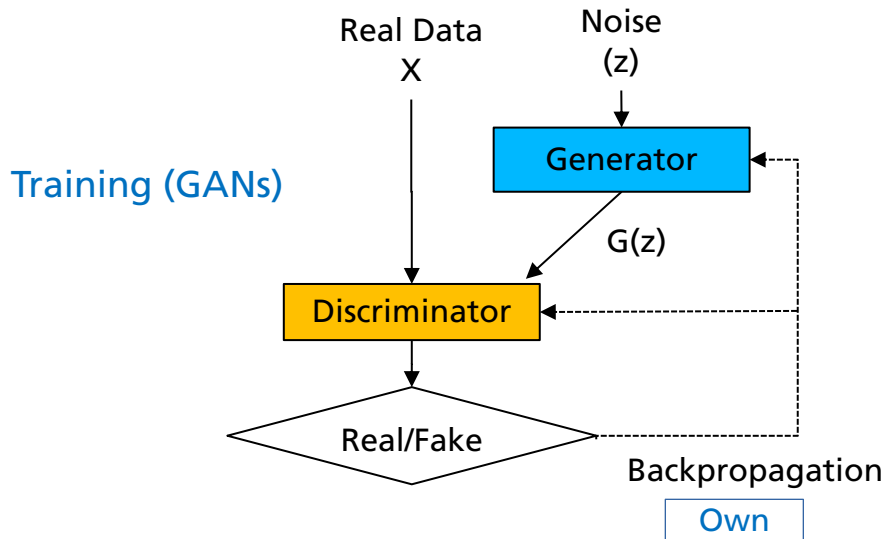 Real Data
X
Noise
(z)
Generator
Training (GANs)
G(z)
Discriminator
Real/Fake
Backpropagation
Own